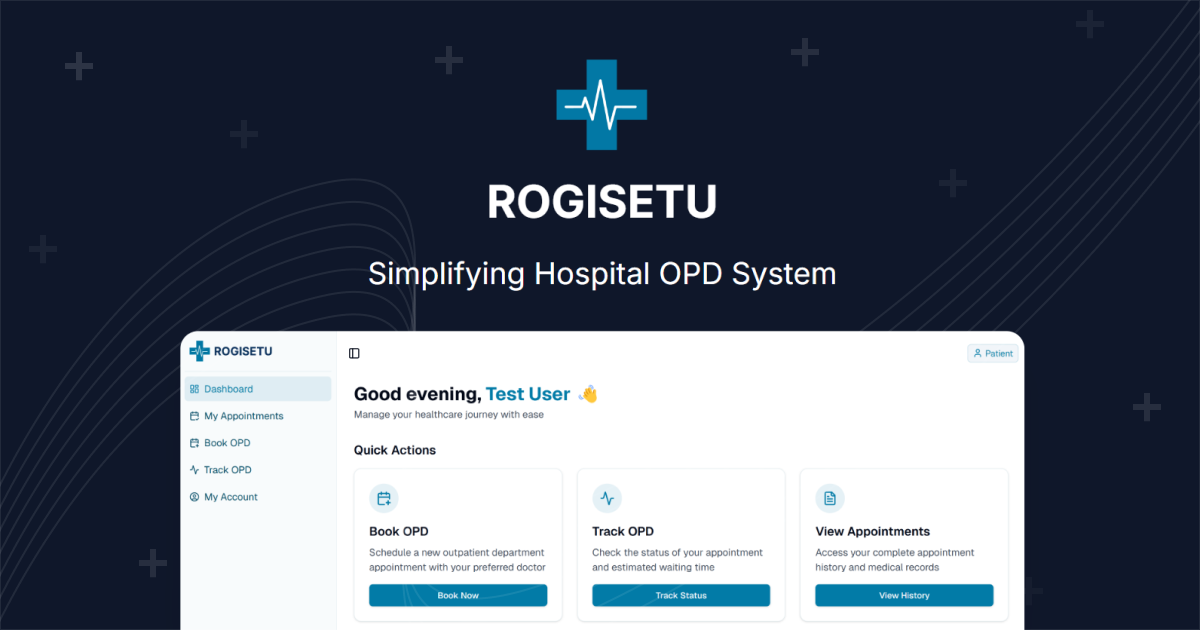 ROGISETU
Simplifying Hospital OPD System
ROGISETU
Patient
Dashboard
My Appointments
Book OPD
Track OPD
My Account
Good evening, Test User 👋
Manage your healthcare journey with ease
Quick Actions
Book OPD
Schedule a new outpatient department
appointment with your preferred doctor
Book Now
Track OPD
Check the status of your appointment
and estimated waiting time
Track Status
View Appointments
Access your complete appointment
history and medical records
View History